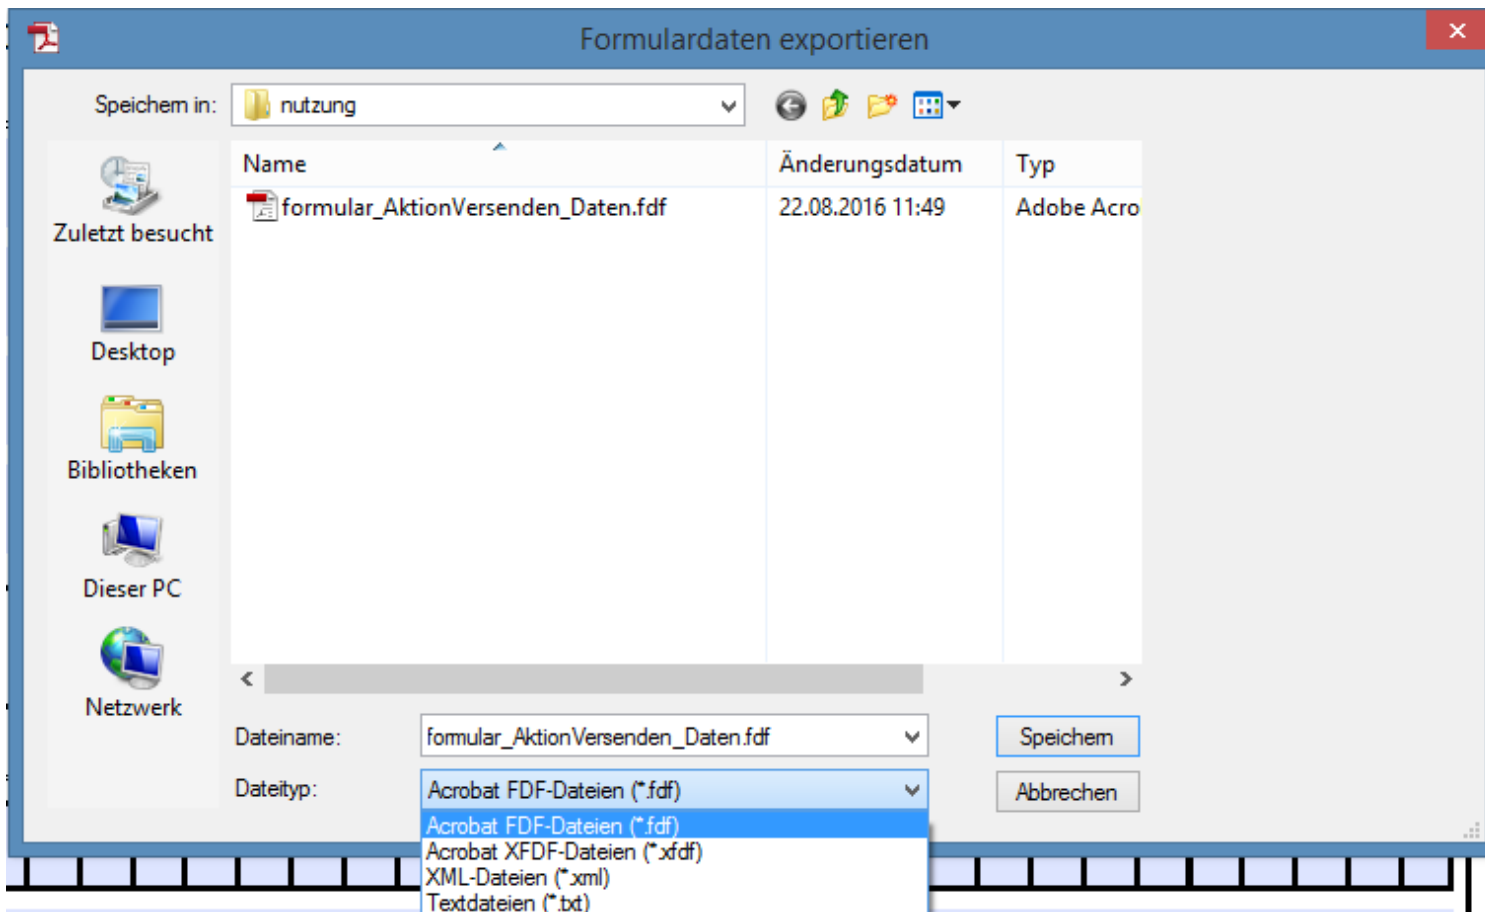 Formulardaten exportieren
Speichern in: nutzung
Name Änderungsdatum Typ
formular_AktionVersenden_Daten.fdf 22.08.2016 11:49 Adobe Acro
Zuletzt besucht
Desktop
Bibliotheken
Dieser PC
Netzwerk
Dateiname: formular_AktionVersenden_Daten.fdf Speichern
Dateityp: Acrobat FDF-Dateien (*.fdf) Abbrechen
Acrobat FDF-Dateien (*.fdf)
Acrobat XFDF-Dateien (*.xfdf)
XML-Dateien (*.xml)
Textdateien (*.txt)